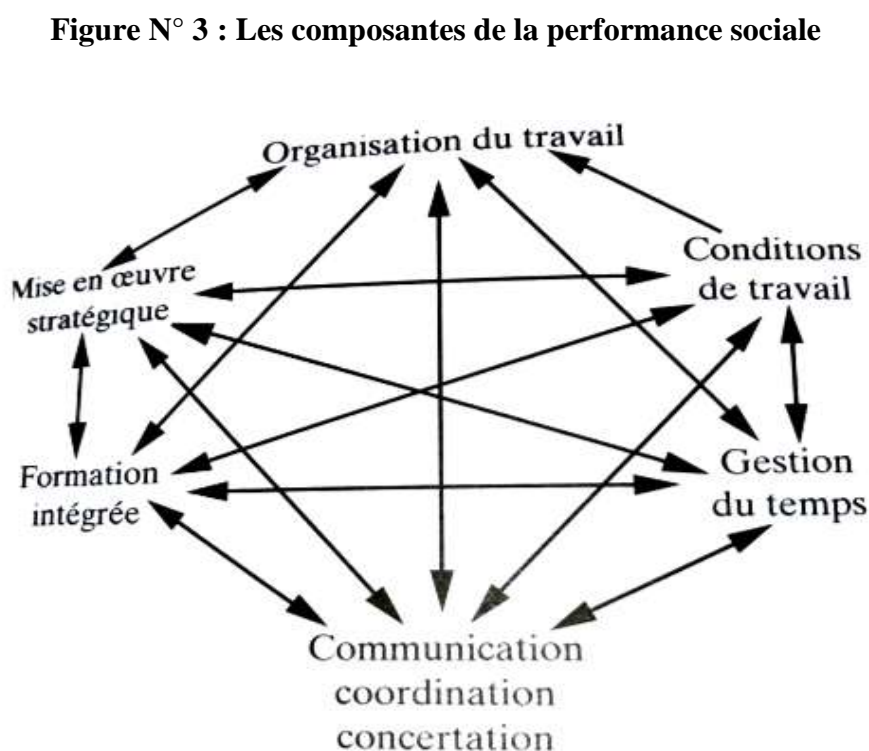 Figure N° 3 : Les composantes de la performance sociale
Organisation du travail
Conditions
de travail
Mise en œuvre
stratégique
Formation
intégrée
Gestion
du temps
Communication
coordination
concertation